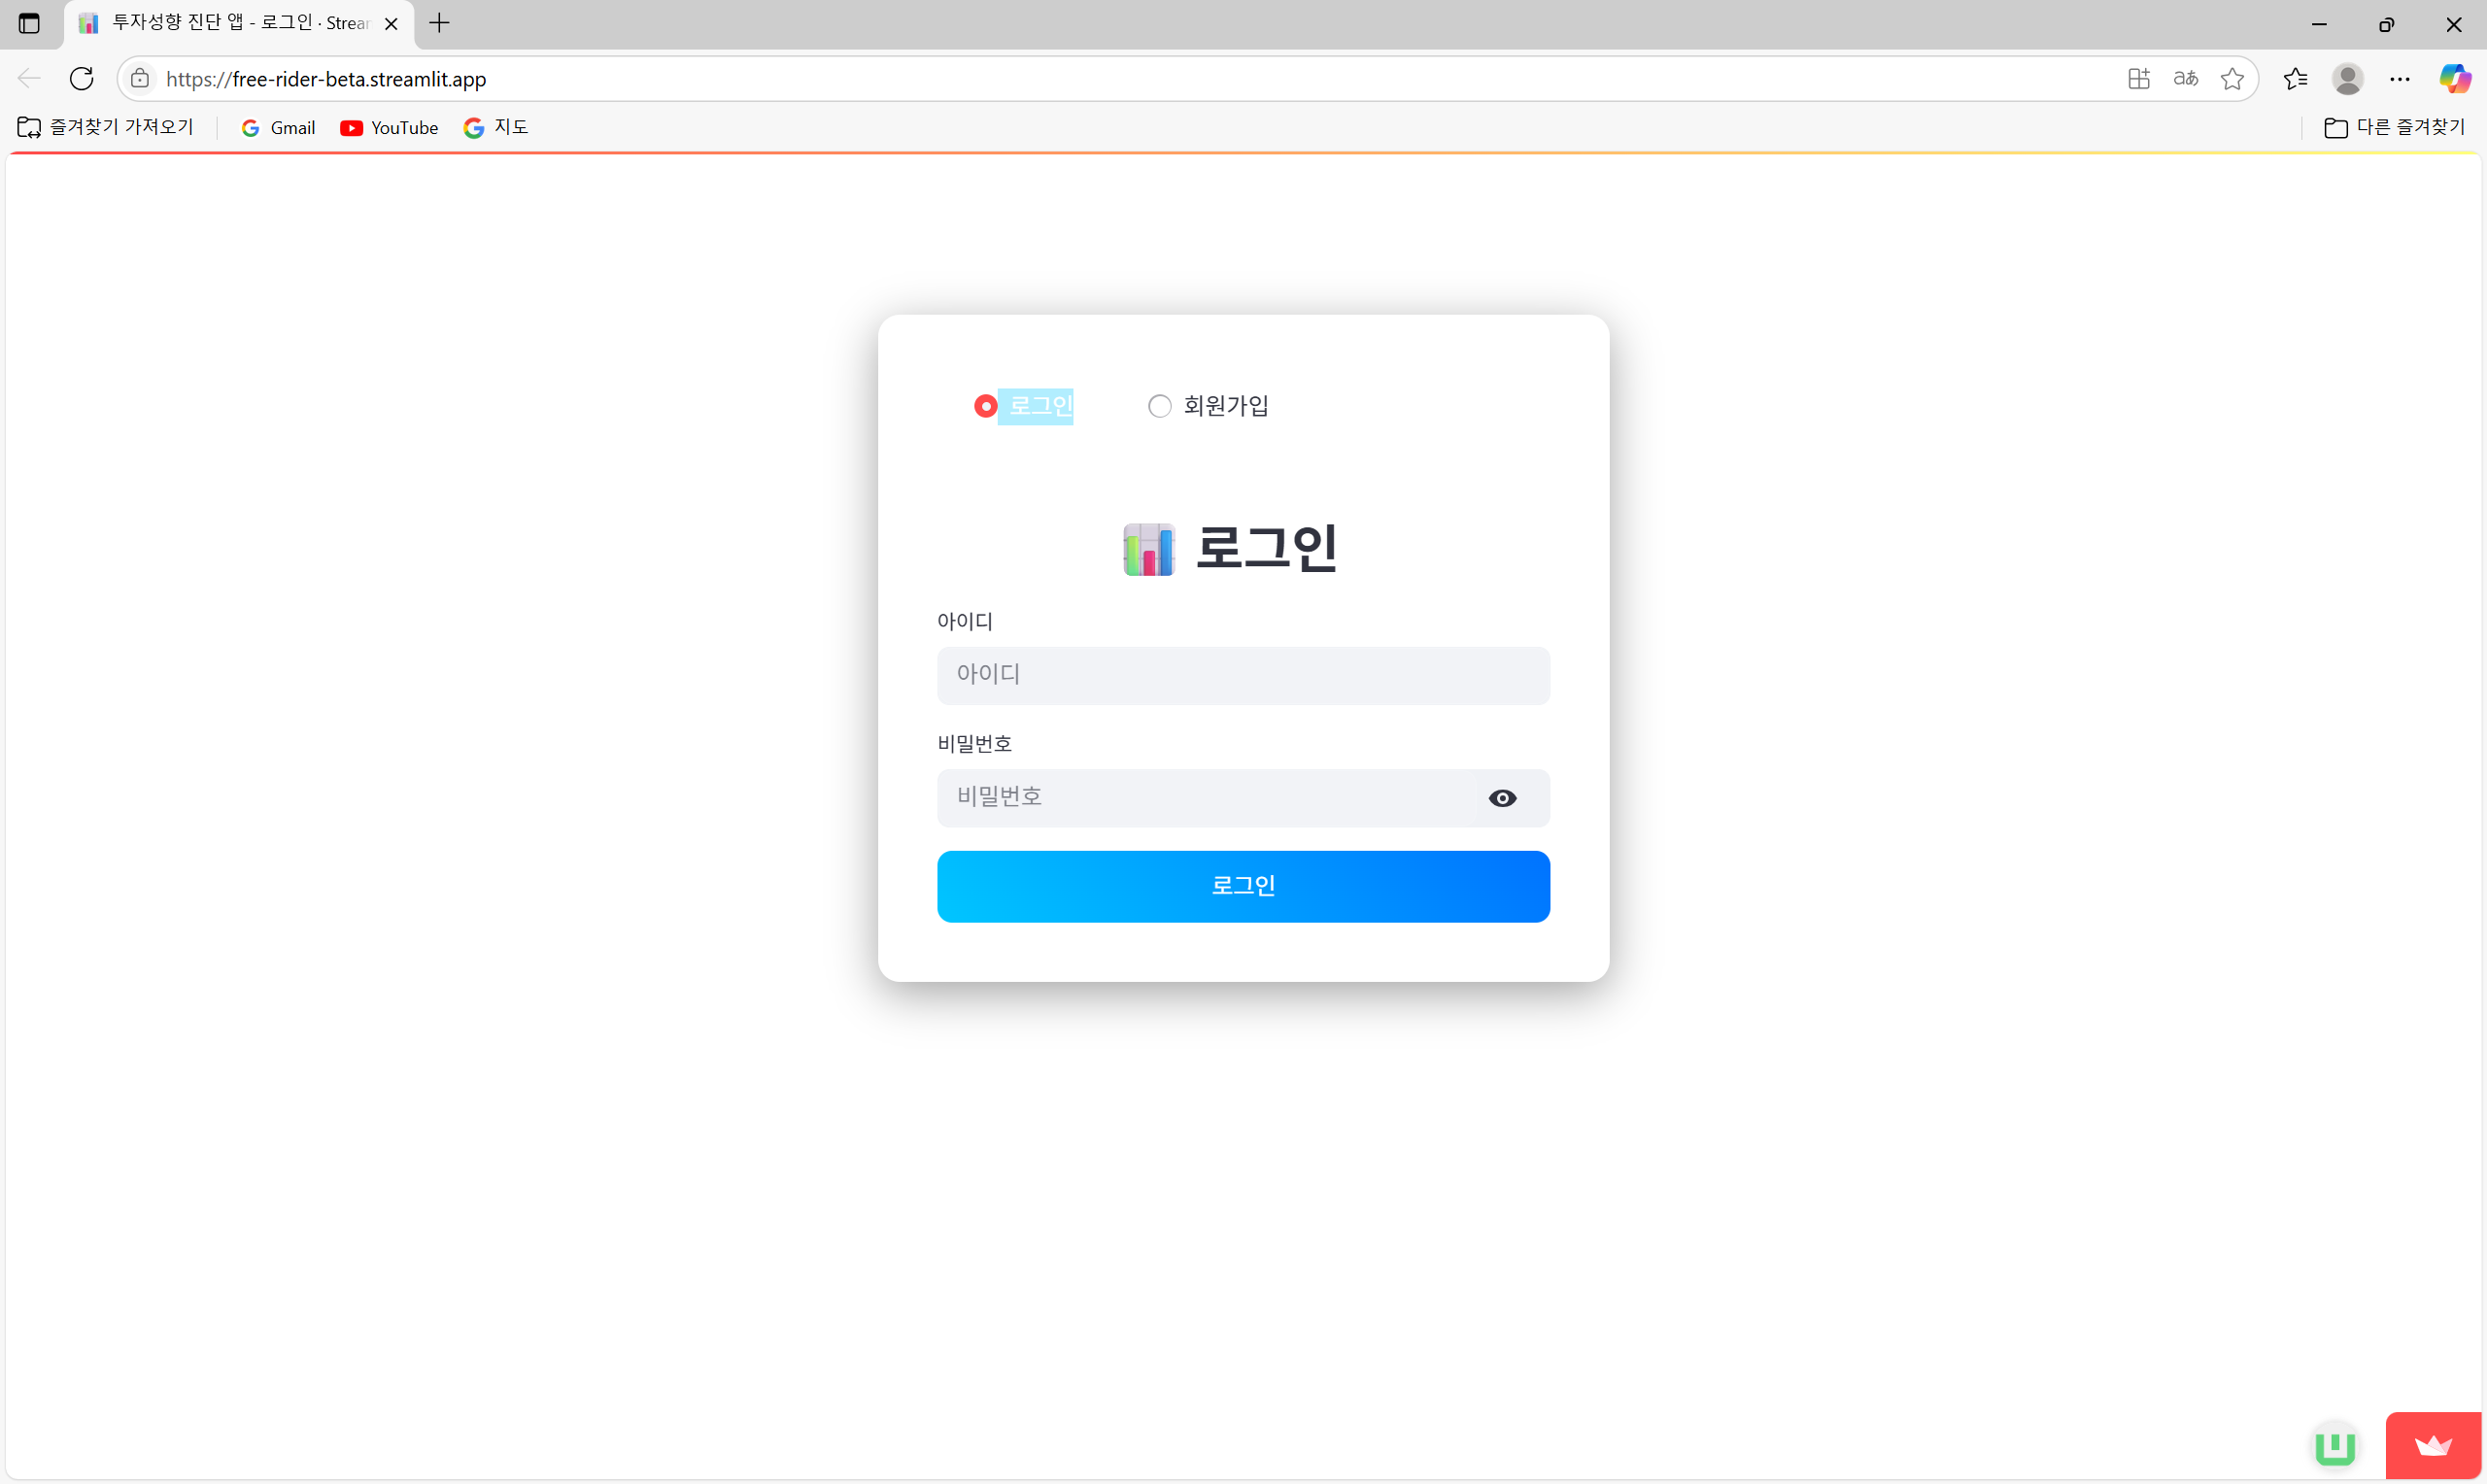 투자성향 진단 앱 - 로그인 · Strear
https://free-rider-beta.streamlit.app
즐겨찾기 가져오기 Gmail YouTube 지도 다른 즐겨찾기
로그인 회원가입
로그인
아이디
아이디
비밀번호
비밀번호
로그인